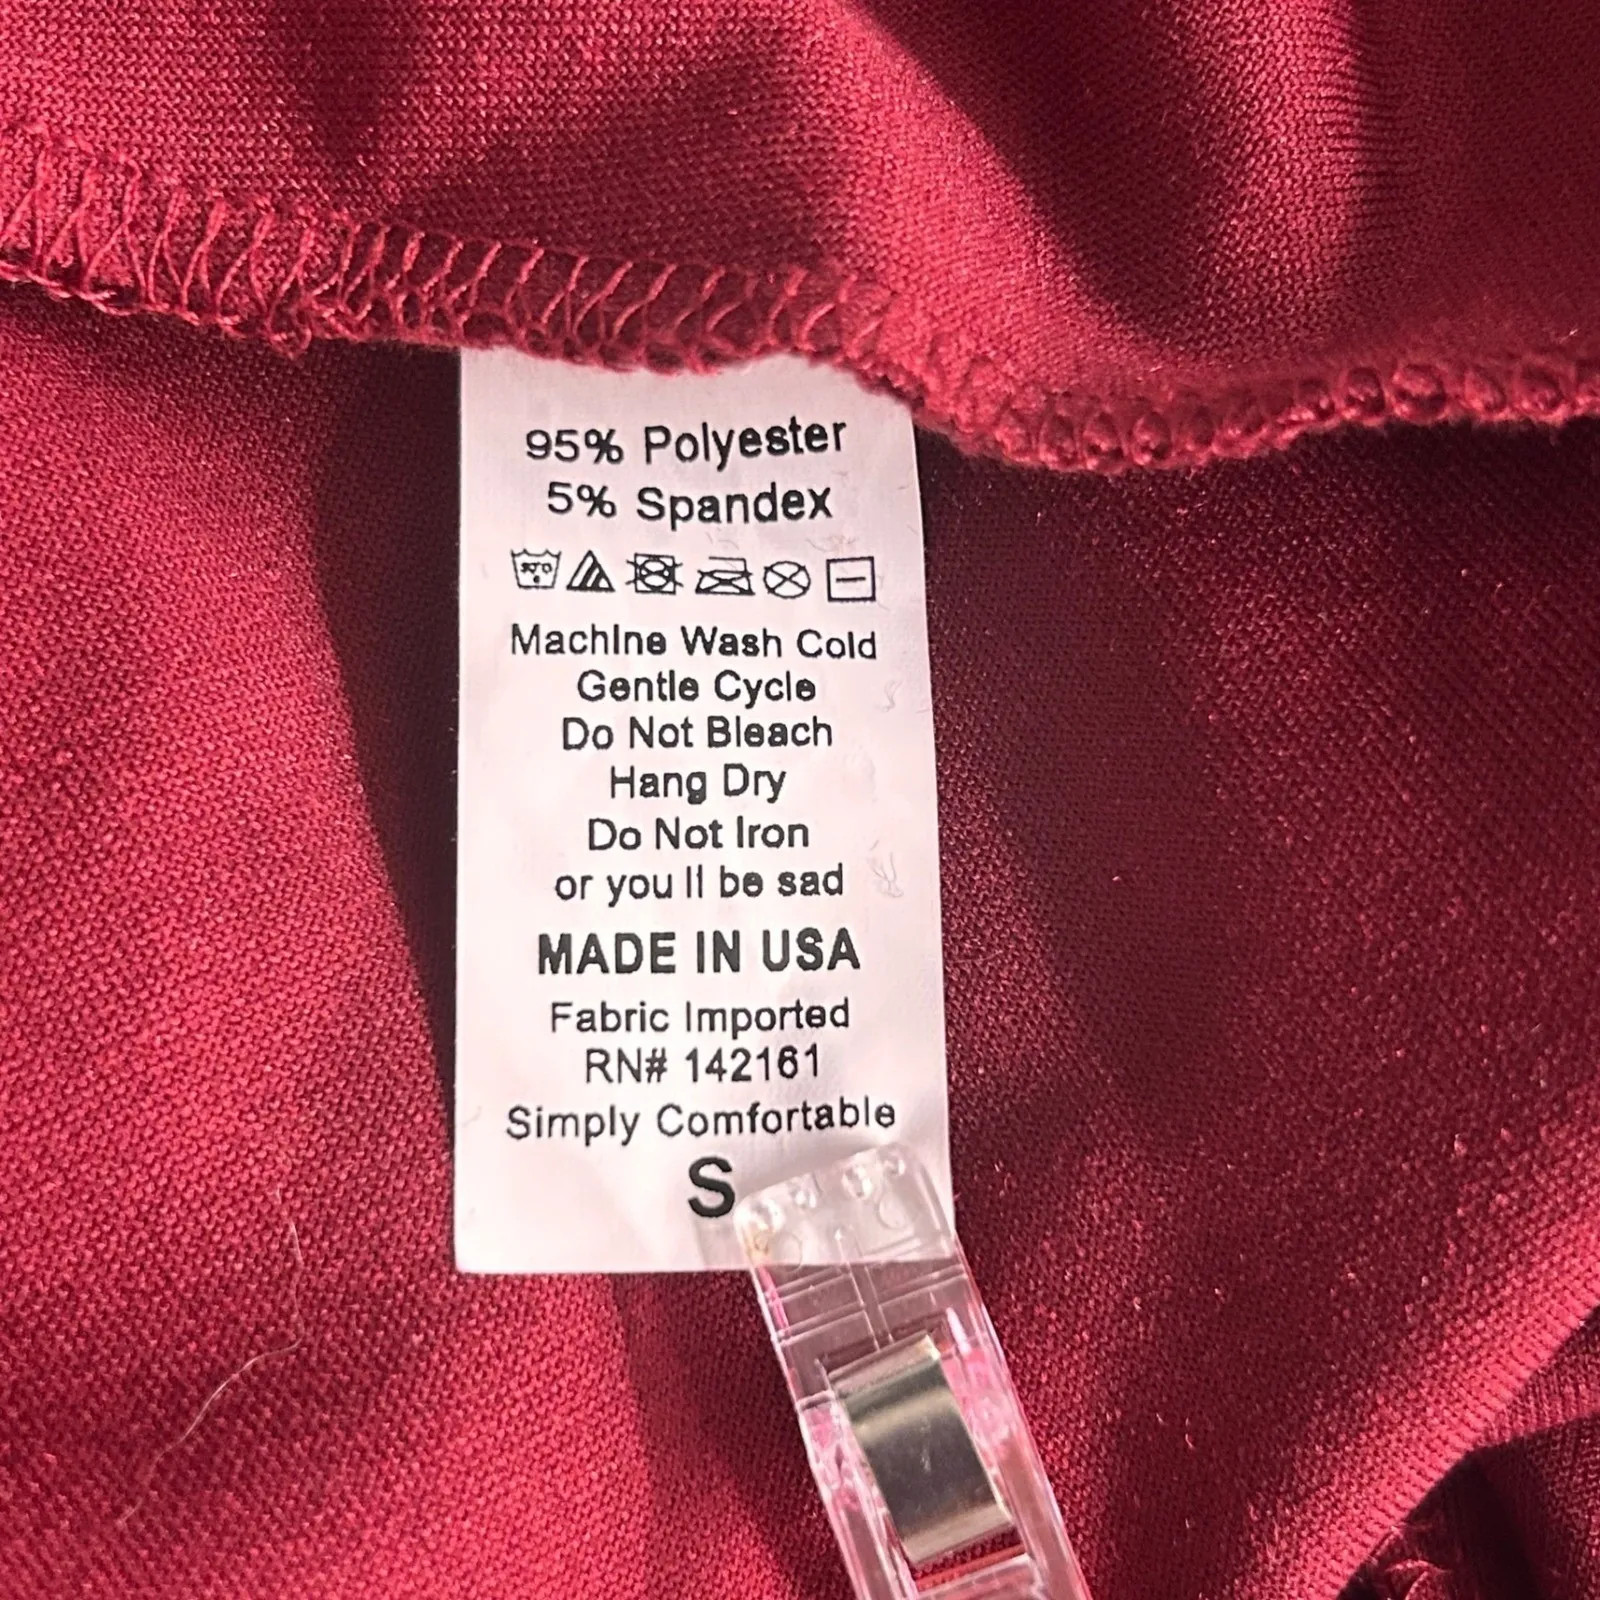 95% Polyester
5% Spandex
Machine Wash Cold
Gentle Cycle
Do Not Bleach
Hang Dry
Do Not Iron
or you ll be sad
MADE IN USA
Fabric Imported
RN# 142161
Simply Comfortable
S